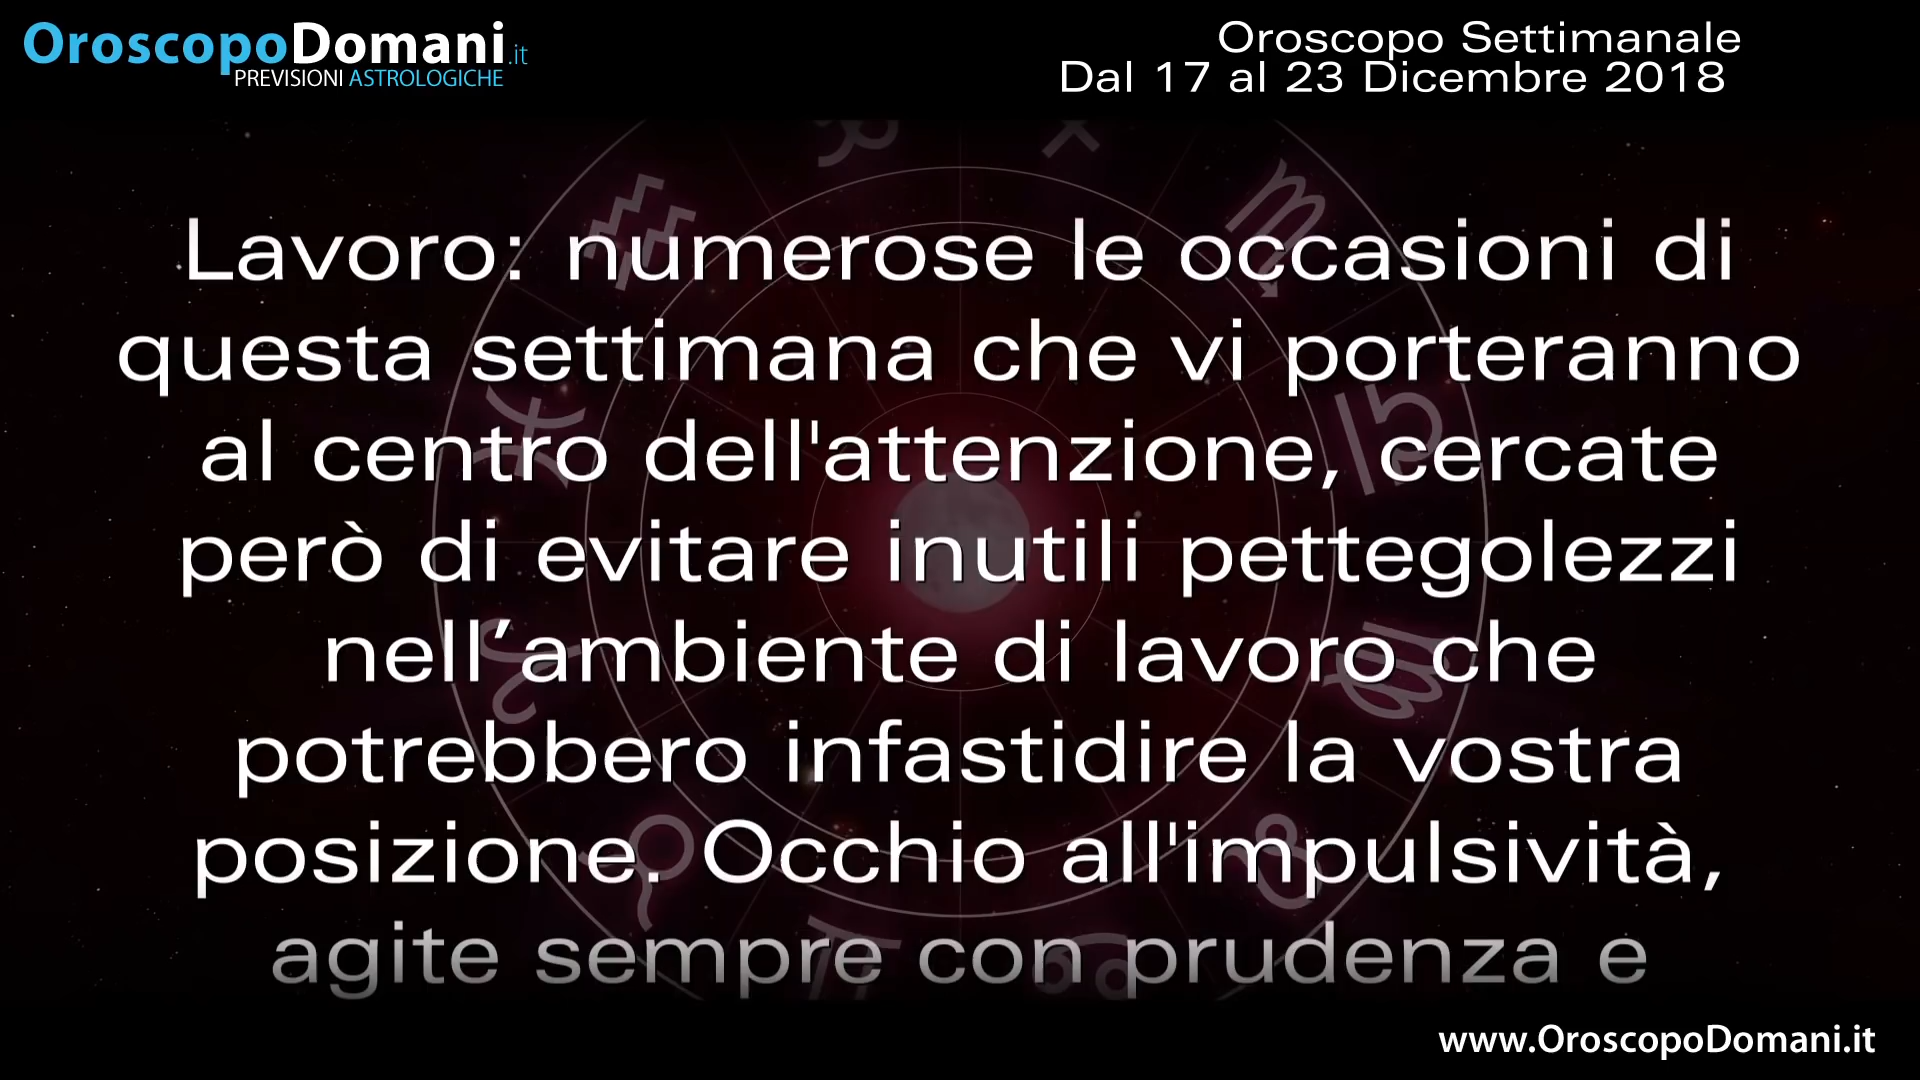 OroscopoDomani.it
PREVISIONI ASTROLOGICHE
Oroscopo Settimanale
Dal 17 al 23 Dicembre 2018
Lavoro: numerose le occasioni di
questa settimana che vi porteranno
al centro dell'attenzione, cercate
però di evitare inutili pettegolezzi
nell’ambiente di lavoro che
potrebbero infastidire la vostra
posizione. Occhio all'impulsività,
agite sempre con prudenza e
www.OroscopoDomani.it